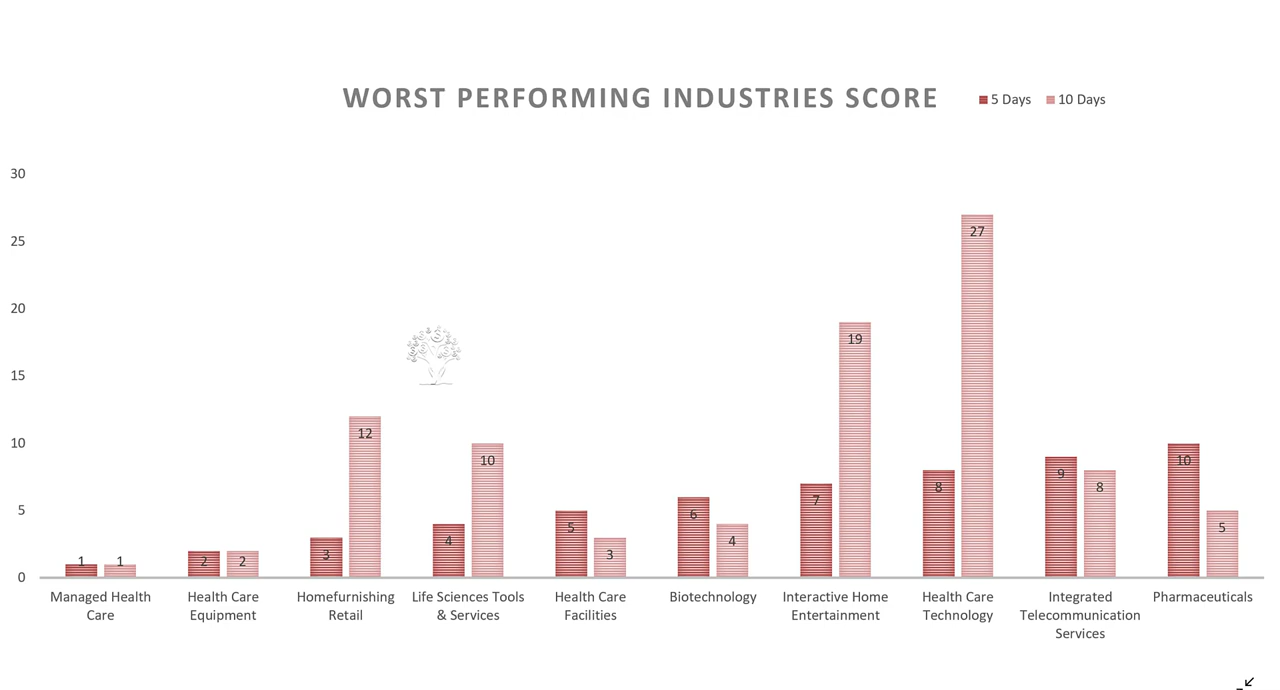 WORST PERFORMING INDUSTRIES SCORE
5 Days
10 Days
30
25
20
15
10
5
0
1
1
2
2
3
12
4
10
5
3
6
4
7
19
8
27
9
8
10
5
Managed Health
Care
Health Care
Equipment
Homefurnishing
Retail
Life Sciences Tools
& Services
Health Care
Facilities
Biotechnology
Interactive Home
Entertainment
Health Care
Technology
Integrated
Telecommunication
Services
Pharmaceuticals